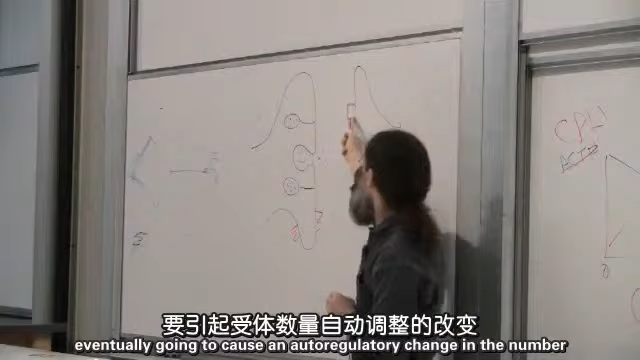 CPU
ACTH
要引起受体数量自动调整的改变
eventually going to cause an autoregulatory change in the number